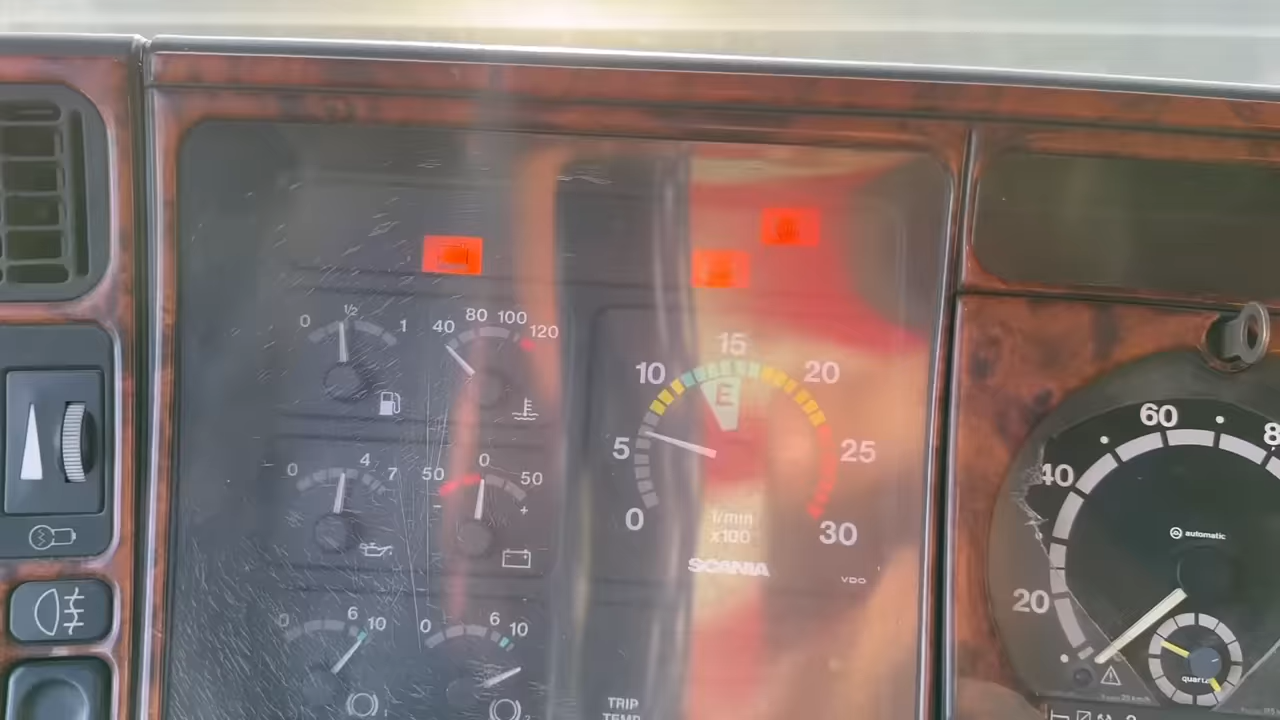 0 1/2 1
40 80 100 120
0 4 7
50 0 50
- +
0 6 10
0 6 10
0 5 10 15 20 25 30
E
1/min
x100
SCANIA
VDO
TRIP
TEMP
20 40 60
automatic
quartz